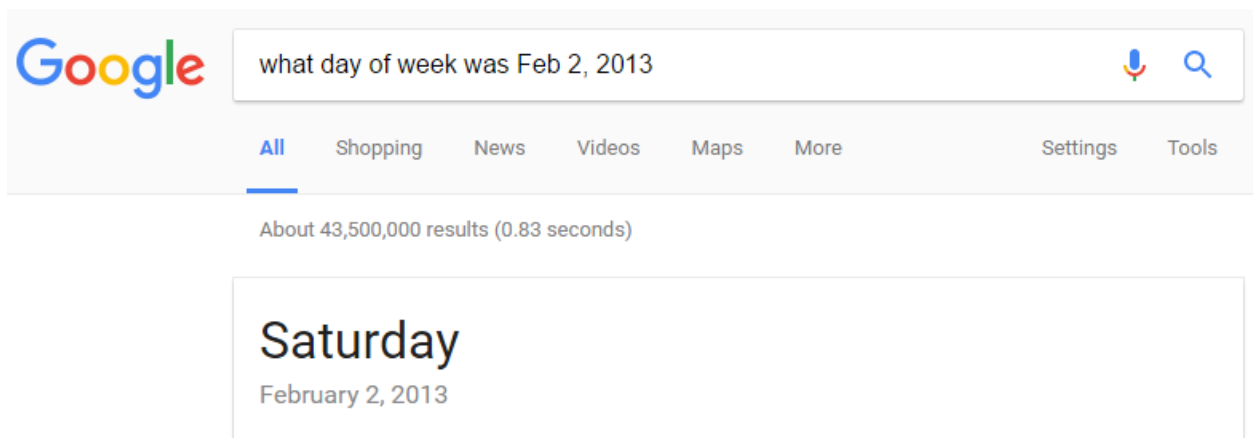 Google what day of week was Feb 2, 2013
All Shopping News Videos Maps More Settings Tools
About 43,500,000 results (0.83 seconds)
Saturday
February 2, 2013